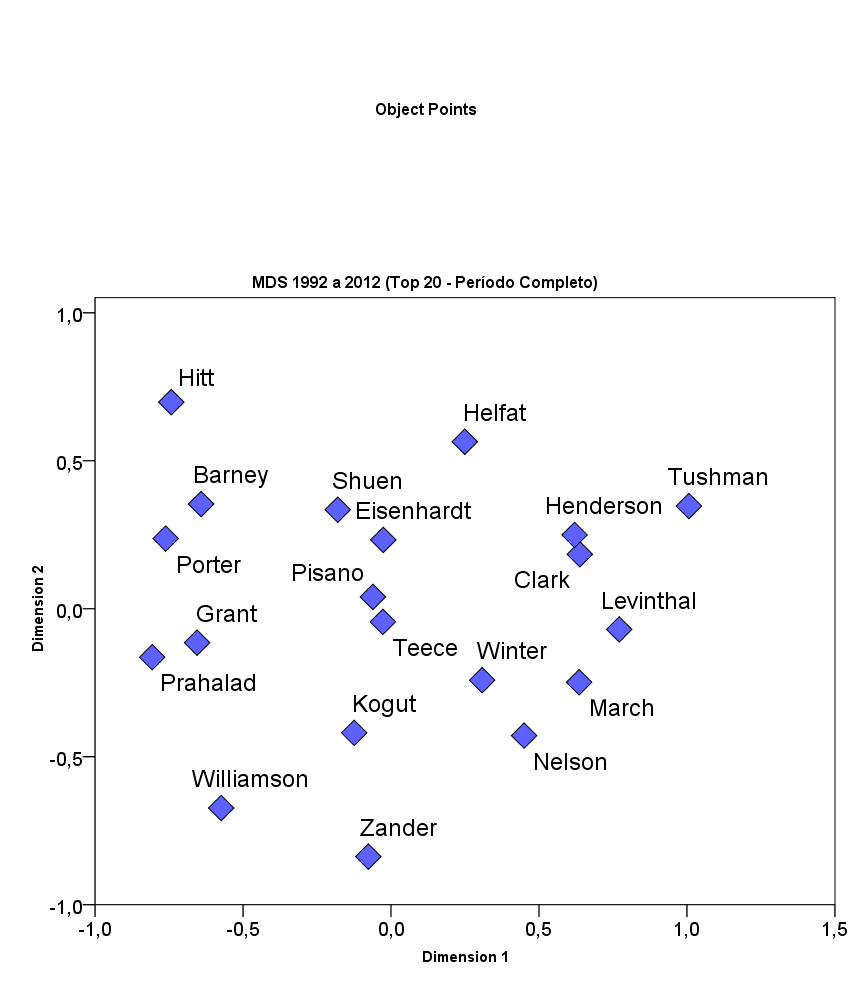 Object Points
MDS 1992 a 2012 (Top 20 - Período Completo)
1,0
Hitt
Helfat
0,5
Barney
Tushman
Shuen
Henderson
Eisenhardt
Porter
Pisano
Clark
Levinthal
0,0
Grant
Teece
Winter
Prahalad
Kogut
March
-0,5
Nelson
Williamson
Zander
-1,0
-1,0
-0,5
0,0
0,5
1,0
1,5
Dimension 2
Dimension 1